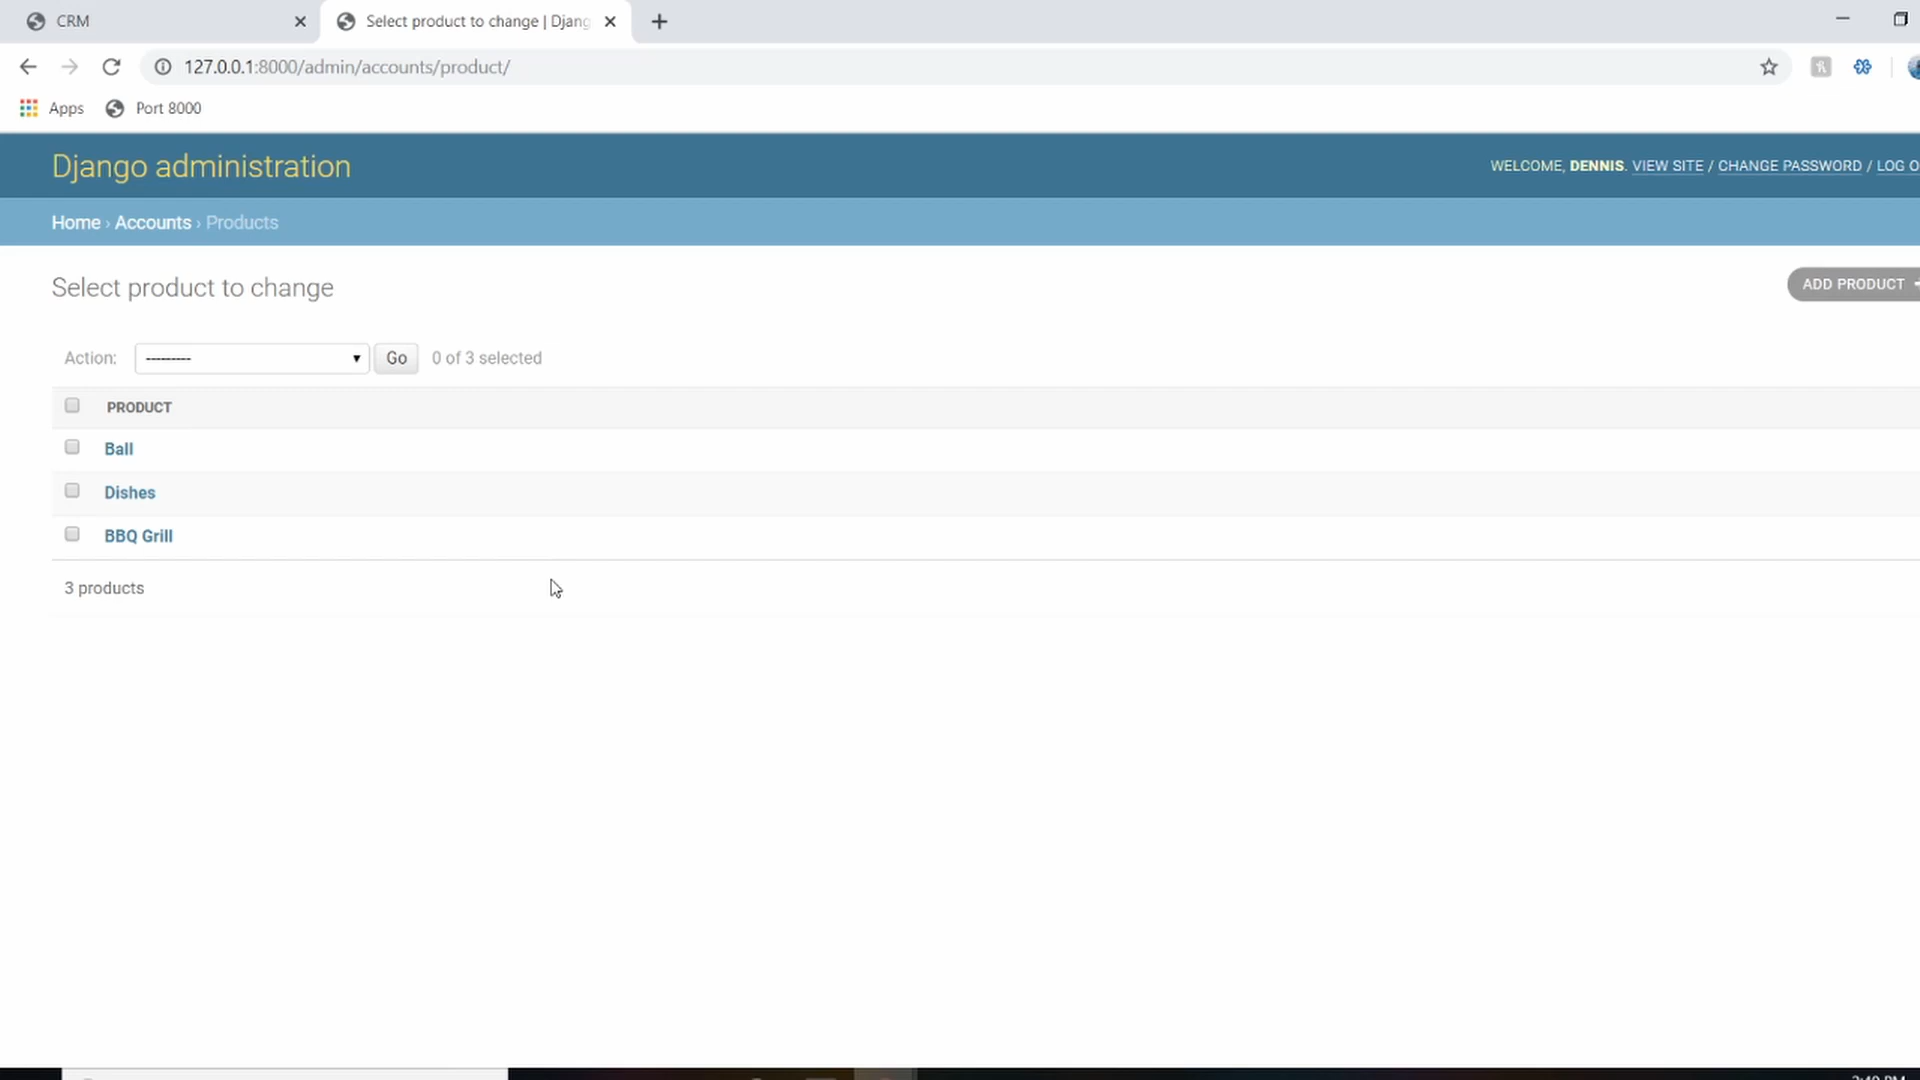 CRM
Select product to change | Djang
127.0.0.1:8000/admin/accounts/product/
Apps
Port 8000
Django administration
WELCOME, DENNIS. VIEW SITE / CHANGE PASSWORD / LOG O
Home › Accounts › Products
Select product to change
ADD PRODUCT +
Action: --------- Go 0 of 3 selected
PRODUCT
Ball
Dishes
BBQ Grill
3 products